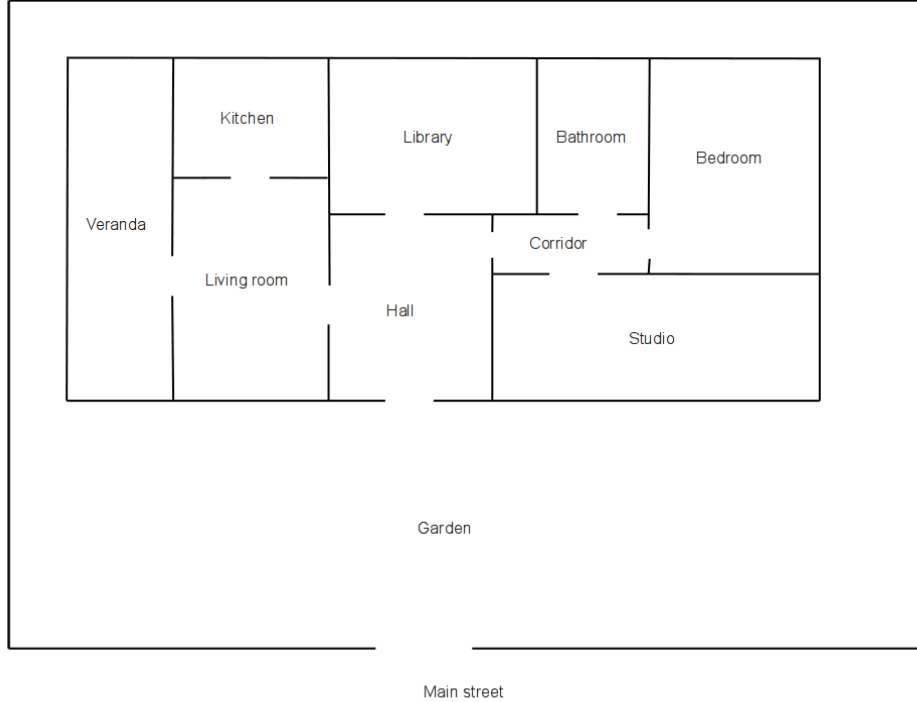 Kitchen
Library
Bathroom
Bedroom
Veranda
Corridor
Living room
Hall
Studio
Garden
Main street